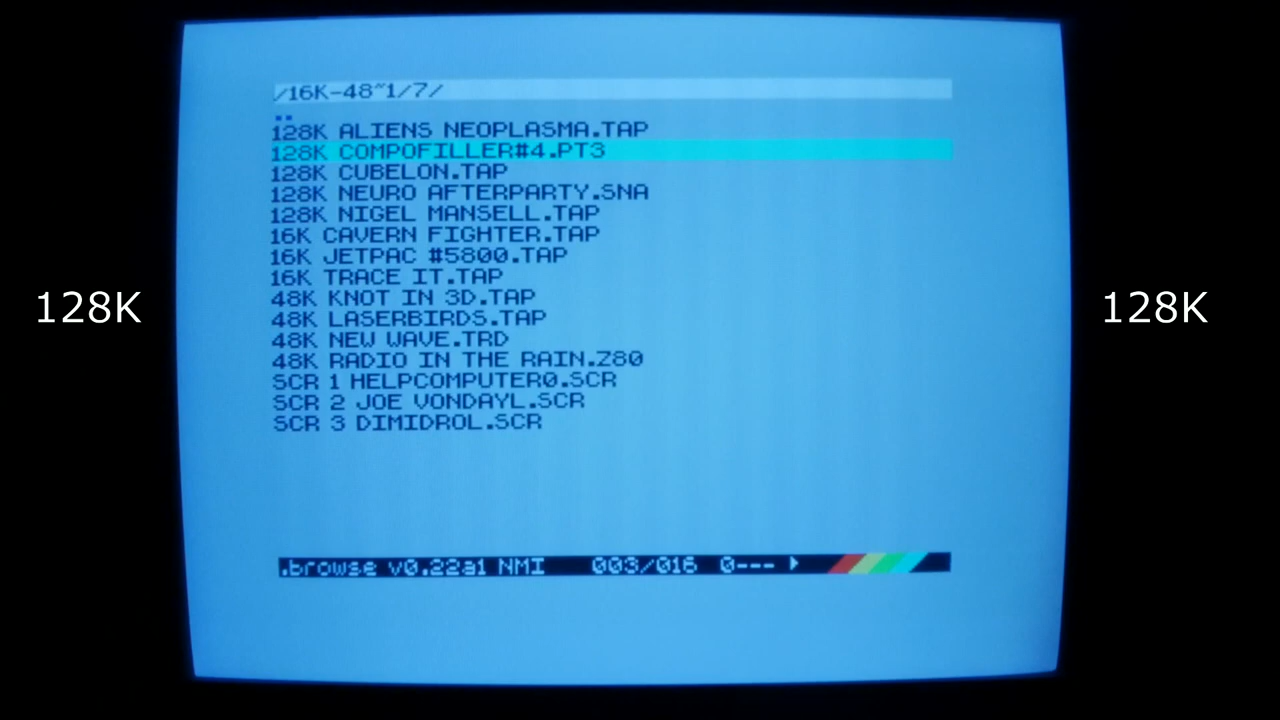 /16K-48~1/7/
..
128K ALIENS NEOPLASMA.TAP
128K COMPOFILLER#4.PT3
128K CUBELON.TAP
128K NEURO AFTERPARTY.SNA
128K NIGEL MANSELL.TAP
16K CAVERN FIGHTER.TAP
16K JETPAC #5800.TAP
16K TRACE IT.TAP
128K
128K
48K KNOT IN 3D.TAP
48K LASERBIRDS.TAP
48K NEW WAVE.TRD
48K RADIO IN THE RAIN.Z80
SCR 1 HELPCOMPUTER0.SCR
SCR 2 JOE VONDAYL.SCR
SCR 3 DIMIDROL.SCR
.browse v0.22a1 NMI 003/016 0---